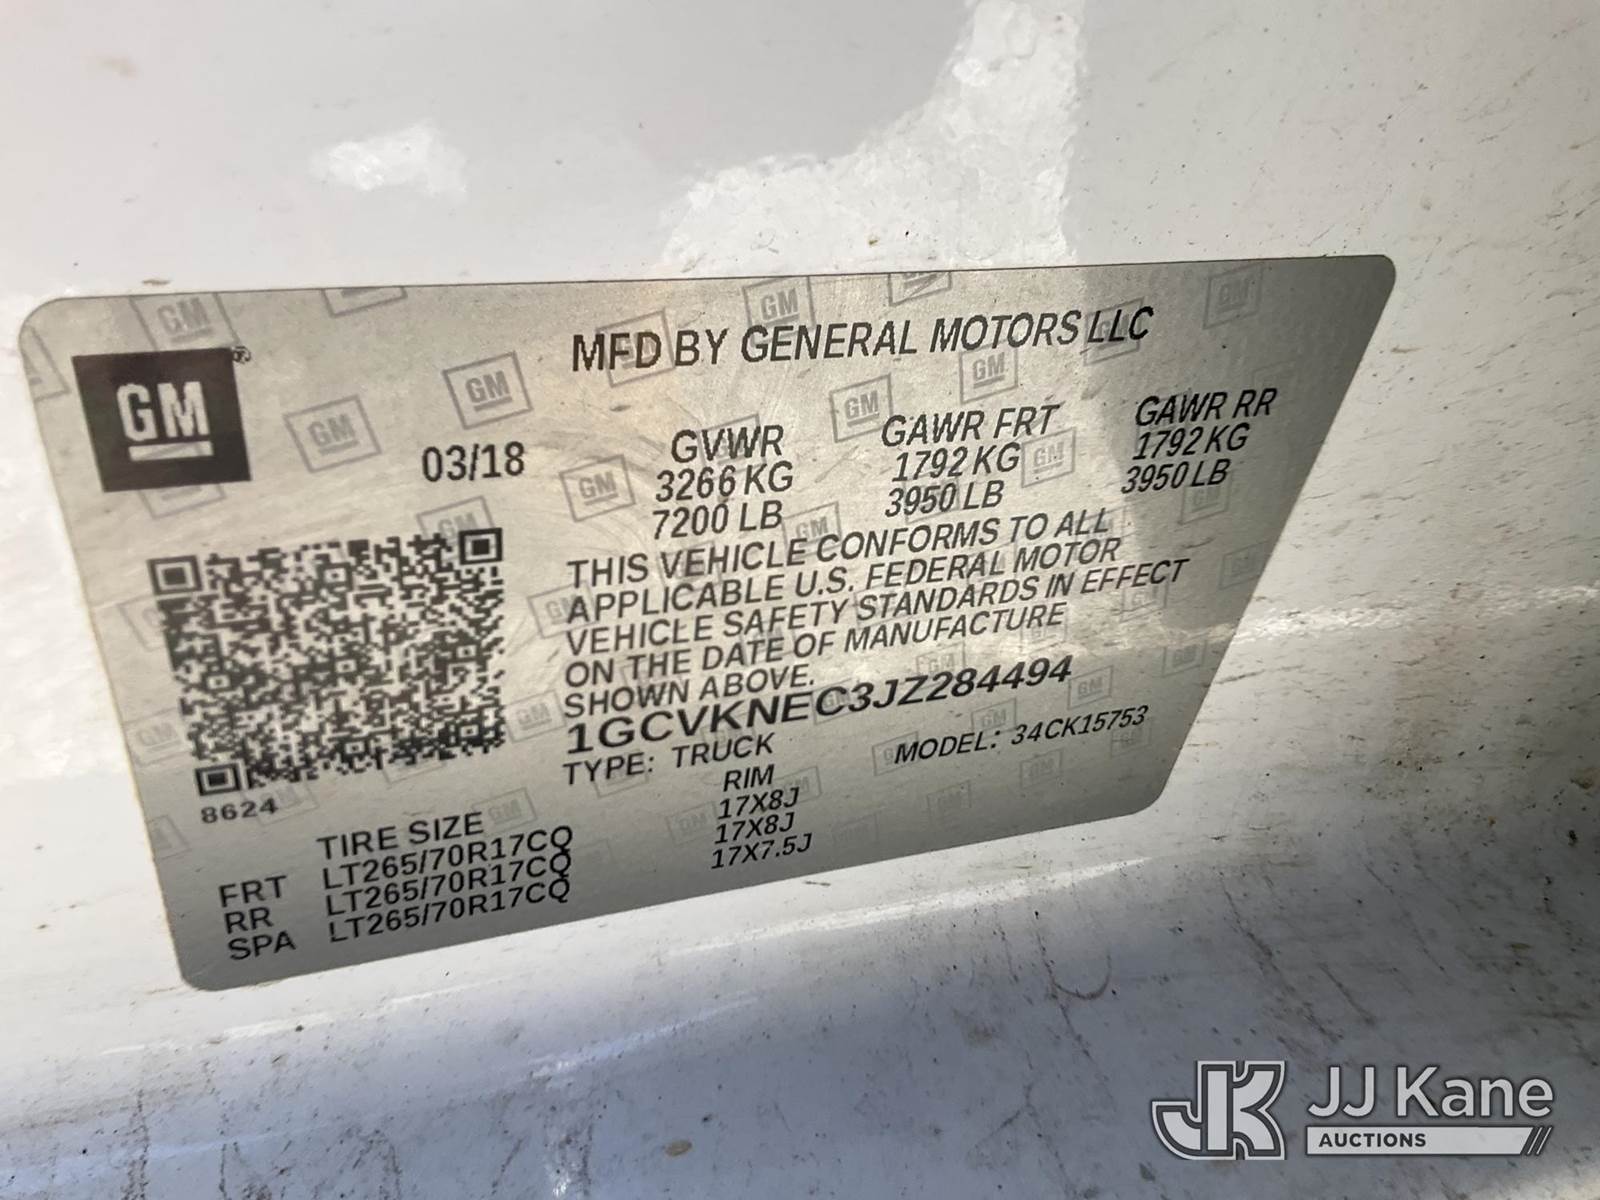 GM®
MFD BY GENERAL MOTORS LLC
03/18
GVWR GAWR FRT GAWR RR
3266 KG 1792 KG 1792 KG
7200 LB 3950 LB 3950 LB
THIS VEHICLE CONFORMS TO ALL
APPLICABLE U.S. FEDERAL MOTOR
VEHICLE SAFETY STANDARDS IN EFFECT
ON THE DATE OF MANUFACTURE
SHOWN ABOVE.
1GCVKNEC3JZ284494
TYPE: TRUCK MODEL: 34CK15753
8624
TIRE SIZE RIM
FRT LT265/70R17CQ 17X8J
RR LT265/70R17CQ 17X8J
SPA LT265/70R17CQ 17X7.5J
JK JJ Kane
AUCTIONS